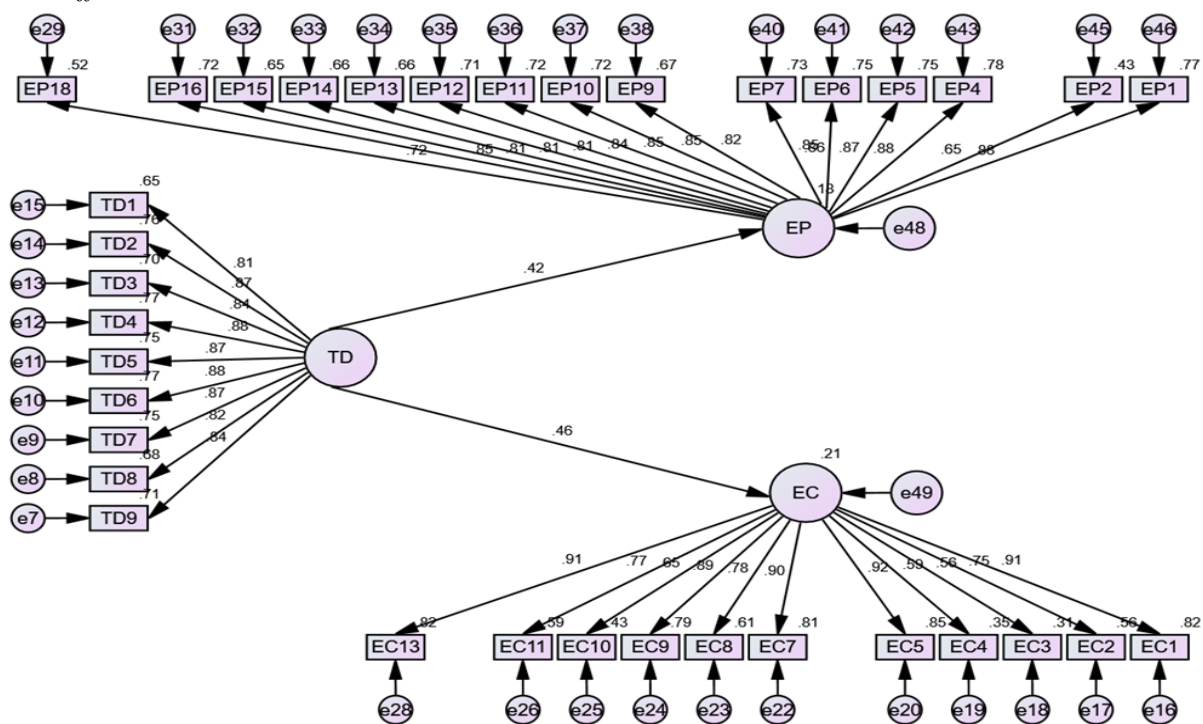 e29 e31 e32 e33 e34 e35 e36 e37 e38 e40 e41 e42 e43 e45 e46
.52 .72 .65 .66 .66 .71 .72 .72 .67 .73 .75 .75 .78 .43 .77
EP18 EP16 EP15 EP14 EP13 EP12 EP11 EP10 EP9 EP7 EP6 EP5 EP4 EP2 EP1
.72 .85 .81 .81 .81 .84 .85 .85 .82 .86 .87 .88 .65 .88
EP e48
.42
.65
e15 TD1
.76
e14 TD2
.70
e13 TD3
.77
e12 TD4
.75
e11 TD5
.77
e10 TD6
.75
e9 TD7
.68
e8 TD8
.71
e7 TD9
.81
.87
.84
.88
.87
.88
.87
.82
.84
TD
.46
.21
EC e49
.91 .77 .65 .89 .78 .90 .92 .59 .56 .75 .91
.82 .59 .43 .79 .61 .81 .85 .35 .31 .56 .82
EC13 EC11 EC10 EC9 EC8 EC7 EC5 EC4 EC3 EC2 EC1
e28 e26 e25 e24 e23 e22 e20 e19 e18 e17 e16